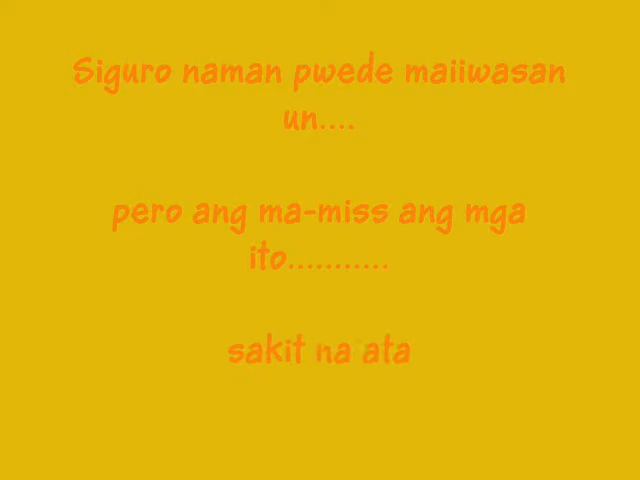 Siguro naman pwede maiiwasan
un....
pero ang ma-miss ang mga
ito...........
sakit na ata